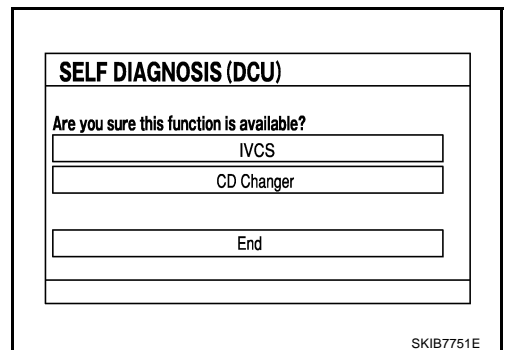 SELF DIAGNOSIS (DCU)
Are you sure this function is available?
IVCS
CD Changer
End
SKIB7751E